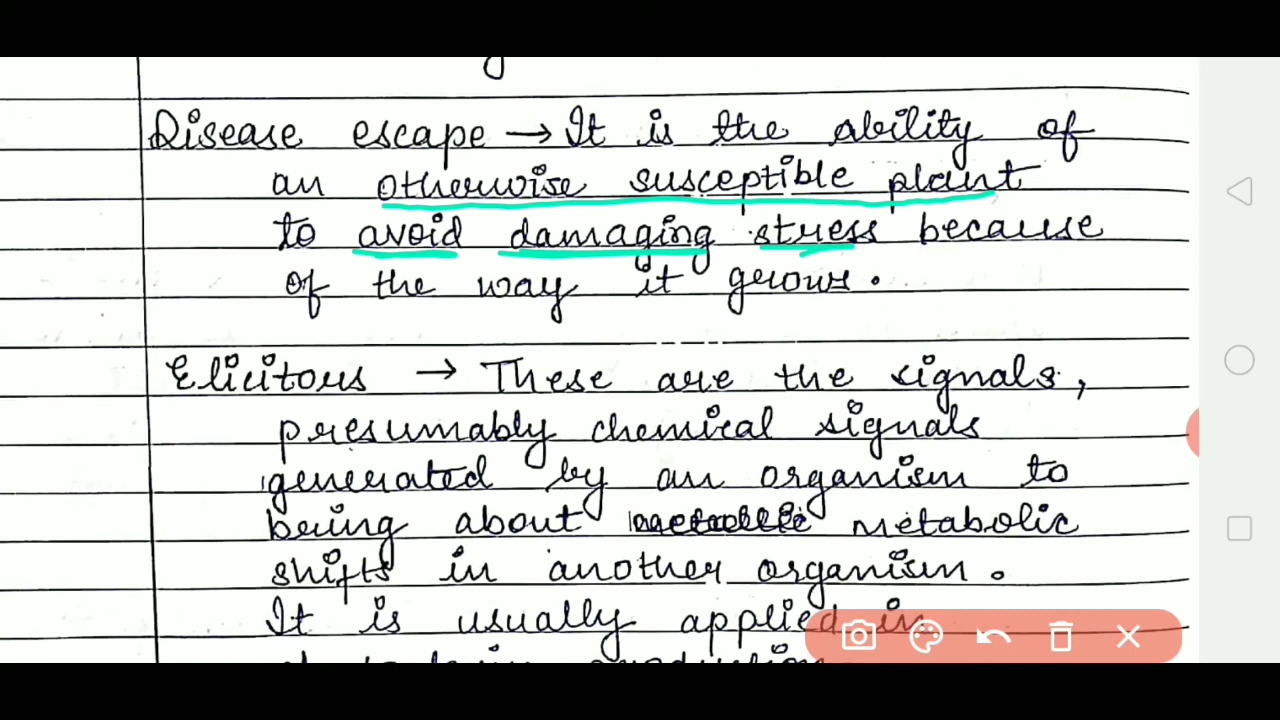 Disease escape → It is the ability of
an otherwise susceptible plant
to avoid damaging stress because
of the way it grows.
Elicitors → These are the signals,
presumably chemical signals
generated by an organism to
bring about metabolic
shifts in another organism.
It is usually applied in